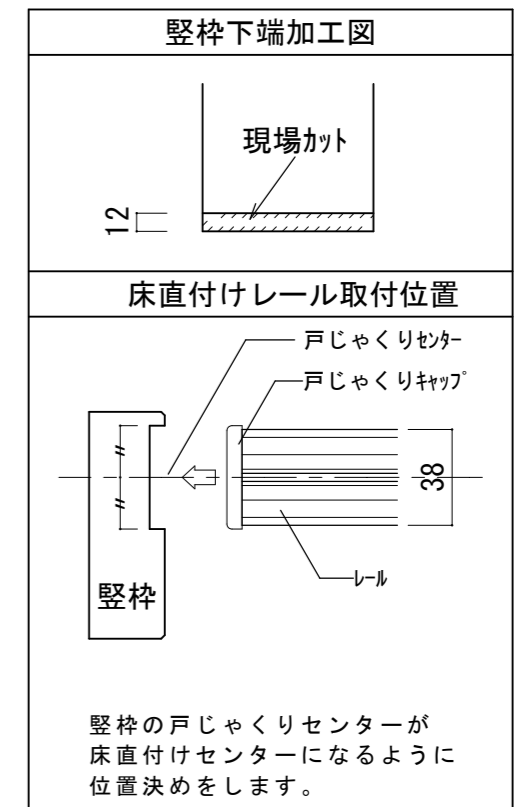 竪枠下端加工図
現場ｶｯﾄ
12
床直付けレール取付位置
戸じゃくりｾﾝﾀｰ
戸じゃくりｷｬｯﾌﾟ
〃
〃
38
竪枠
ﾚｰﾙ
竪枠の戸じゃくりセンターが
床直付けセンターになるように
位置決めをします。